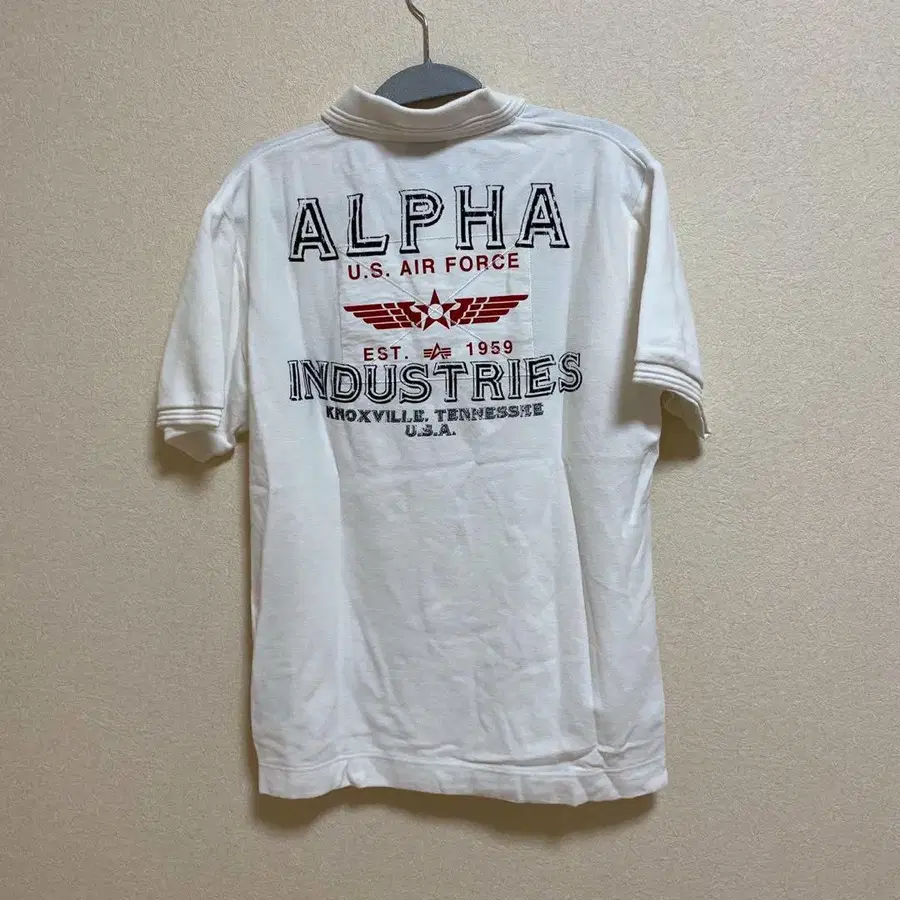 ALPHA
U.S. AIR FORCE
EST. 1959
INDUSTRIES
KNOXVILLE, TENNESSEE
U.S.A.